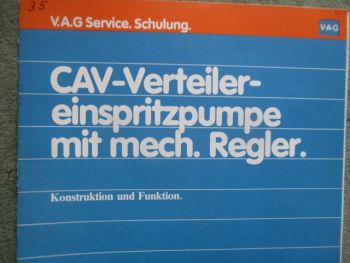 35
V.A.G Service. Schulung.
V·A·G
CAV-Verteiler-
einspritzpumpe
mit mech. Regler.
Konstruktion und Funktion.